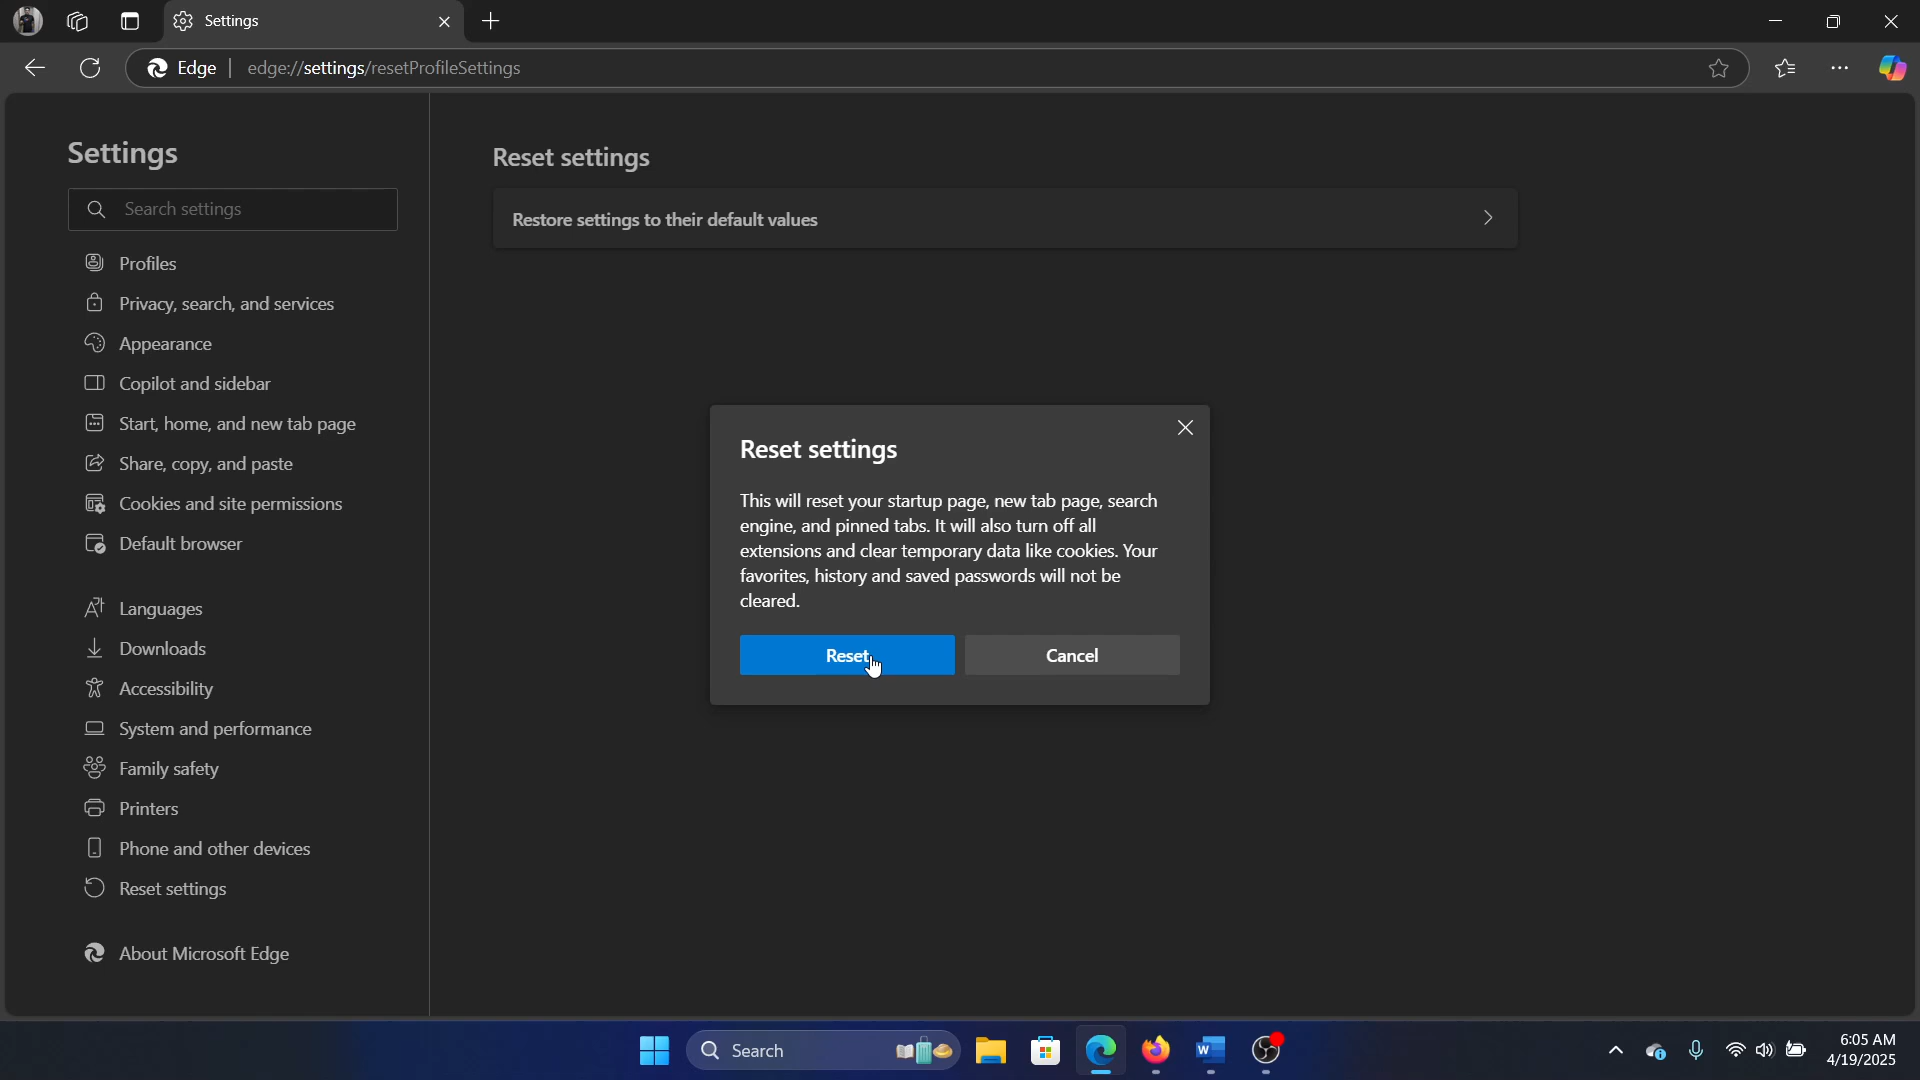 Settings
Edge
edge://settings/resetProfileSettings
Settings
Search settings
Profiles
Privacy, search, and services
Appearance
Copilot and sidebar
Start, home, and new tab page
Share, copy, and paste
Cookies and site permissions
Default browser
Languages
Downloads
Accessibility
System and performance
Family safety
Printers
Phone and other devices
Reset settings
About Microsoft Edge
Reset settings
Restore settings to their default values
Reset settings
This will reset your startup page, new tab page, search
engine, and pinned tabs. It will also turn off all
extensions and clear temporary data like cookies. Your
favorites, history and saved passwords will not be
cleared.
Reset
Cancel
Search
6:05 AM
4/19/2025